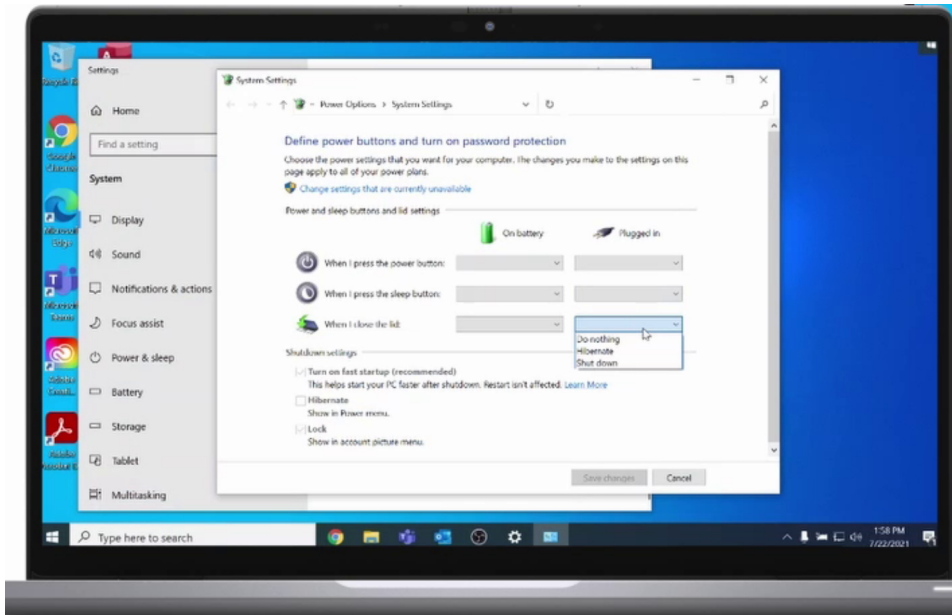 Settings
Home
Find a setting
System
Display
Sound
Notifications & actions
Focus assist
Power & sleep
Battery
Storage
Tablet
Multitasking
System Settings
Power Options > System Settings
Define power buttons and turn on password protection
Choose the power settings that you want for your computer. The changes you make to the settings on this
page apply to all of your power plans.
Change settings that are currently unavailable
Power and sleep buttons and lid settings
On battery
Plugged in
When I press the power button:
When I press the sleep button:
When I close the lid:
Do nothing
Hibernate
Shut down
Shutdown settings
Turn on fast startup (recommended)
This helps start your PC faster after shutdown. Restart isn't affected. Learn More
Hibernate
Show in Power menu.
Lock
Show in account picture menu.
Save changes
Cancel
Google
Chrome
Microsoft
Edge
Microsoft
Teams
Type here to search
1:58 PM
7/22/2021